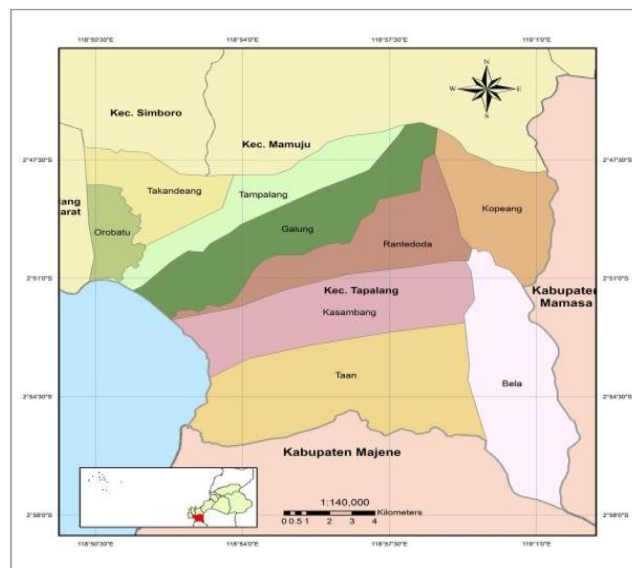 118°50'30"E 118°54'0"E 118°57'30"E 119°1'0"E
N
W E
S
Kec. Simboro
Kec. Mamuju
2°47'30"S 2°47'30"S
Takandeang
Tampalang
lang
arat
Kopeang
Orobatu
Galung
Rantedoda
2°51'0"S 2°51'0"S
Kec. Tapalang
Kabupaten
Mamasa
Kasambang
Taan
Bela
2°54'30"S 2°54'30"S
Kabupaten Majene
1:140,000
Kilometers
0 0.5 1 2 3 4
2°58'0"S 2°58'0"S
118°50'30"E 118°54'0"E 118°57'30"E 119°1'0"E